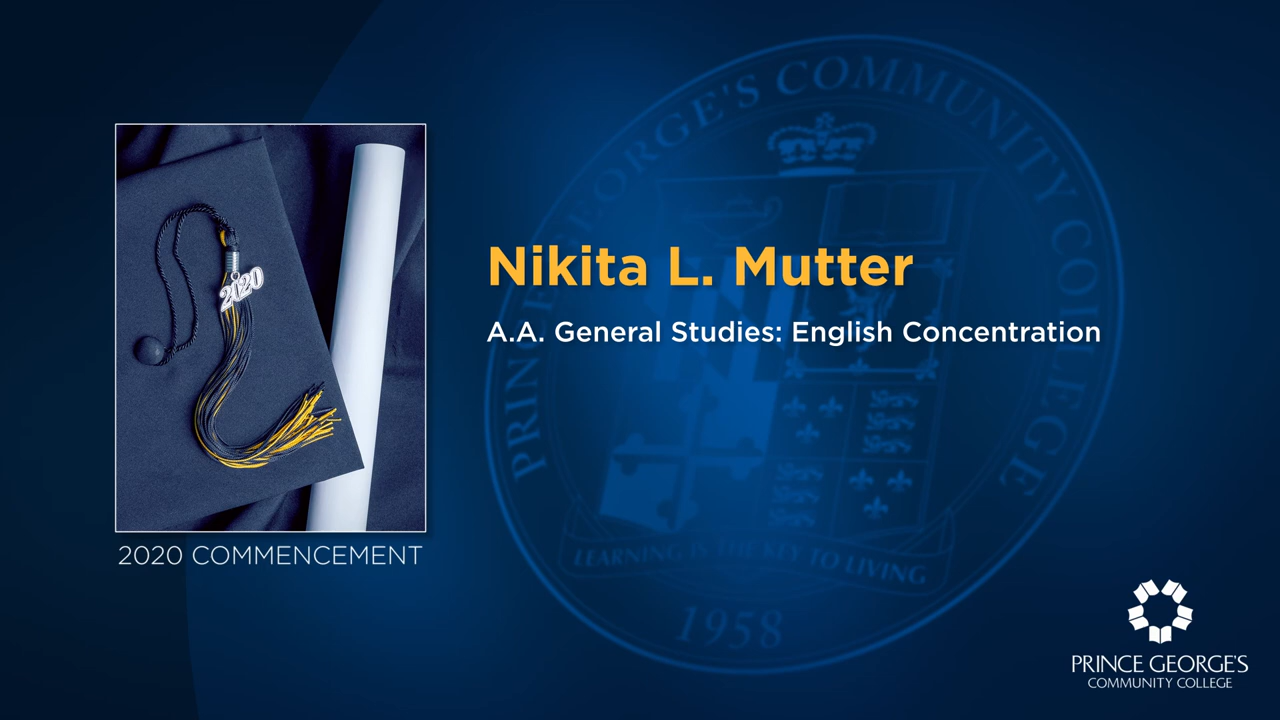 PRINCE GEORGE'S COMMUNITY COLLEGE
2020
Nikita L. Mutter
A.A. General Studies: English Concentration
LEARNING IS THE KEY TO LIVING
1958
2020 COMMENCEMENT
PRINCE GEORGE'S
COMMUNITY COLLEGE